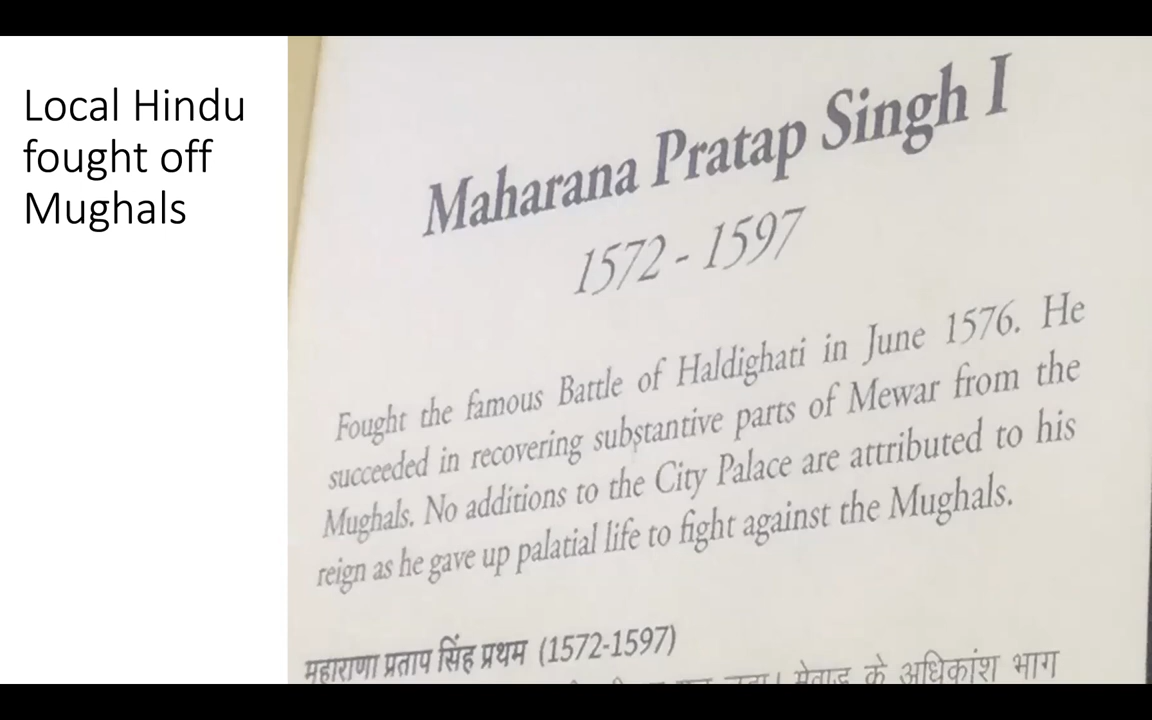 Local Hindu
fought off
Mughals
Maharana Pratap Singh I
1572 - 1597
Fought the famous Battle of Haldighati in June 1576. He
succeeded in recovering substantive parts of Mewar from the
Mughals. No additions to the City Palace are attributed to his
reign as he gave up palatial life to fight against the Mughals.
महाराणा प्रताप सिंह प्रथम (1572-1597)
मेवाड़ के अधिकांश भाग